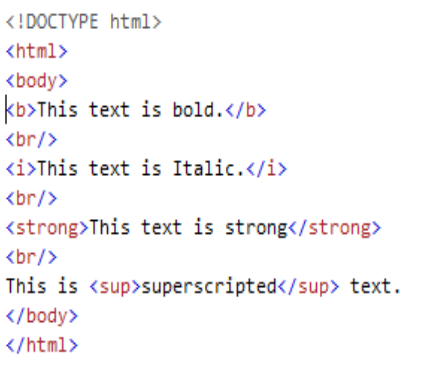 <!DOCTYPE html>
<html>
<body>
<b>This text is bold.</b>
<br/>
<i>This text is Italic.</i>
<br/>
<strong>This text is strong</strong>
<br/>
This is <sup>superscripted</sup> text.
</body>
</html>